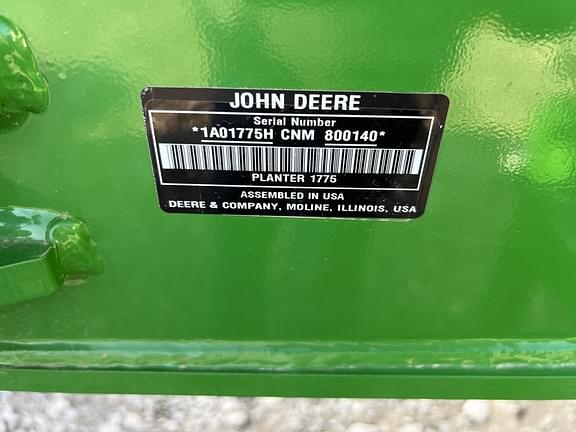 JOHN DEERE
Serial Number
*1A01775H CNM 800140*
PLANTER 1775
ASSEMBLED IN USA
DEERE & COMPANY, MOLINE, ILLINOIS, USA